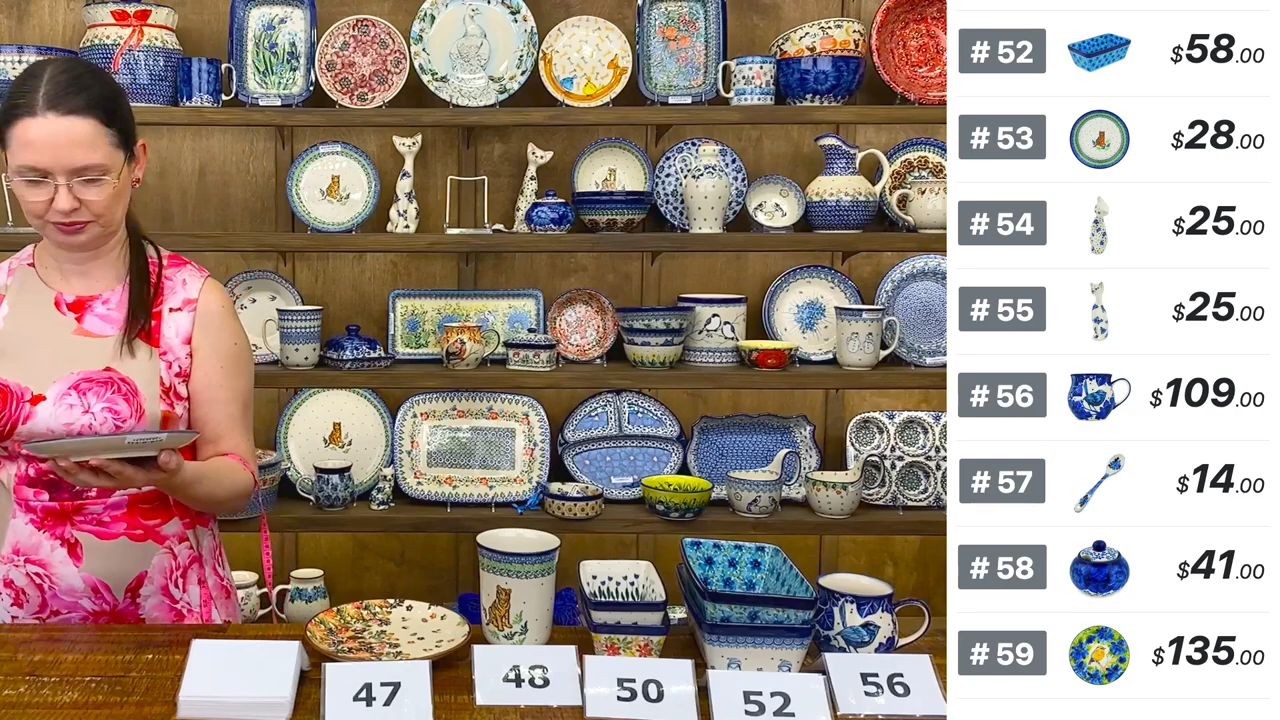 # 52 $58.00
# 53 $28.00
# 54 $25.00
# 55 $25.00
# 56 $109.00
# 57 $14.00
# 58 $41.00
# 59 $135.00
47
48
50
52
56